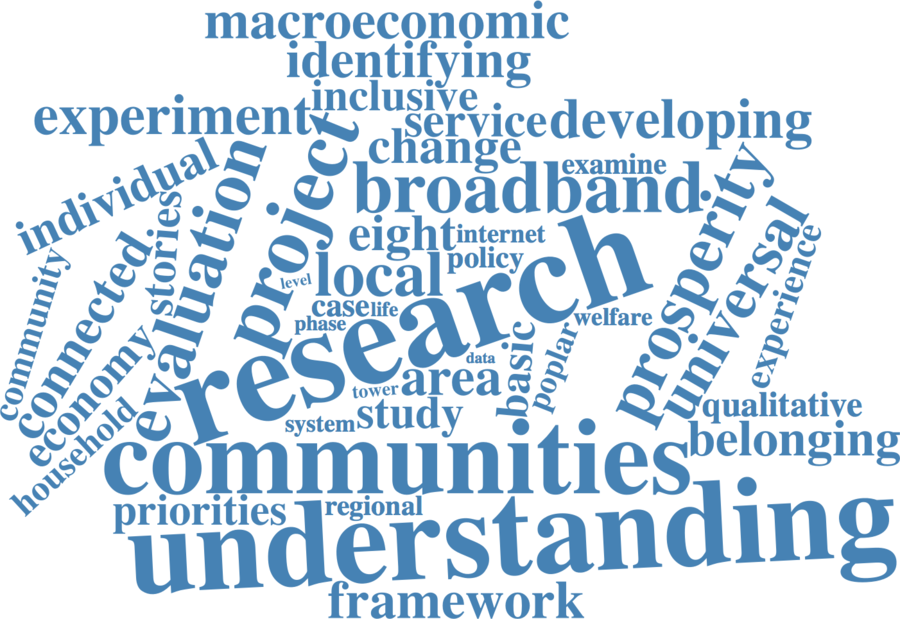 macroeconomic
identifying
inclusive
experiment
service
developing
change
examine
broadband
individual
stories
evaluation
project
eight
internet
policy
local
level
case
life
phase
research
prosperity
universal
experience
welfare
community
connected
economy
household
data
basic
poplar
tower
area
system
study
qualitative
communities
belonging
priorities
regional
understanding
framework